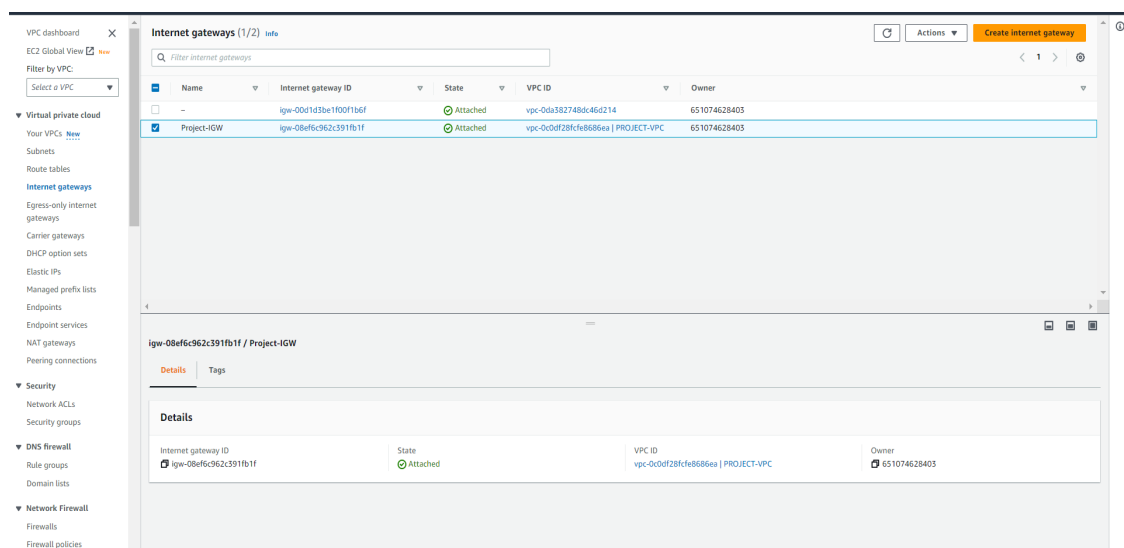 VPC dashboard
EC2 Global View New
Filter by VPC:
Select a VPC
Virtual private cloud
Your VPCs New
Subnets
Route tables
Internet gateways
Egress-only internet
gateways
Carrier gateways
DHCP option sets
Elastic IPs
Managed prefix lists
Endpoints
Endpoint services
NAT gateways
Peering connections
Security
Network ACLs
Security groups
DNS firewall
Rule groups
Domain lists
Network Firewall
Firewalls
Firewall policies
Internet gateways (1/2) Info
Actions
Create internet gateway
Filter internet gateways
1
Name Internet gateway ID State VPC ID Owner
– igw-00d1d3be1f00f1b6f Attached vpc-0da382748dc46d214 651074628403
Project-IGW igw-08ef6c962c391fb1f Attached vpc-0c0df28fcfe8686ea | PROJECT-VPC 651074628403
igw-08ef6c962c391fb1f / Project-IGW
Details Tags
Details
Internet gateway ID State VPC ID Owner
igw-08ef6c962c391fb1f Attached vpc-0c0df28fcfe8686ea | PROJECT-VPC 651074628403